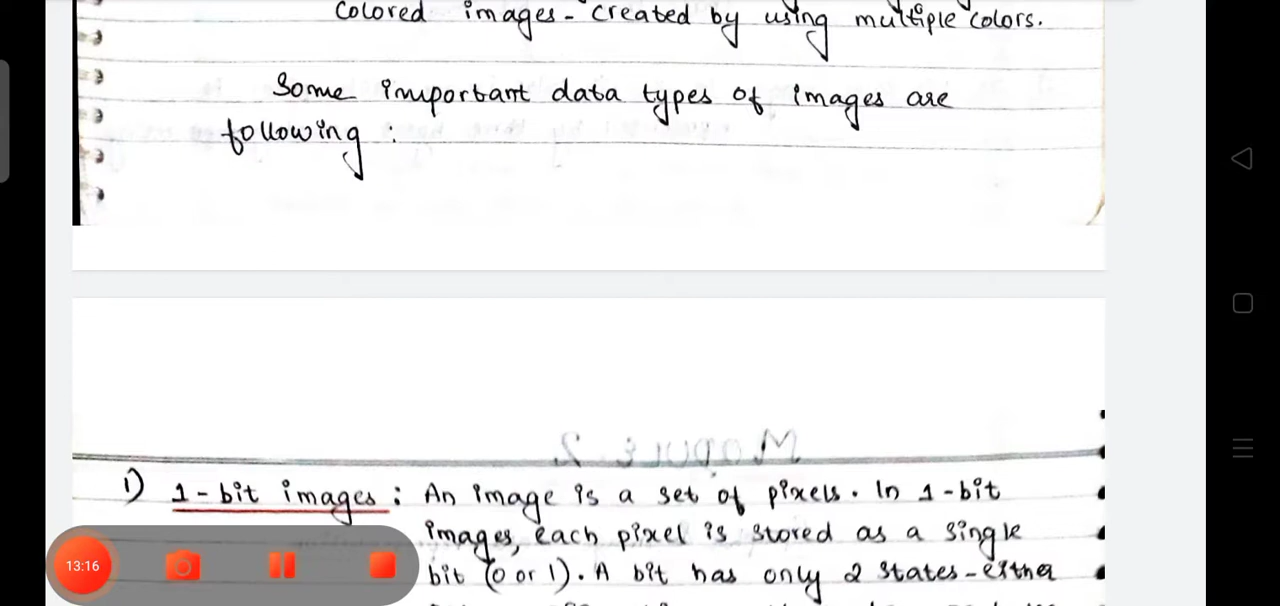 colored images - created by using multiple colors.
Some important data types of images are
following :
MODULE 2
1) 1-bit images : An image is a set of pixels. In 1-bit
images, each pixel is stored as a single
bit (0 or 1). A bit has only 2 states - either
13:16